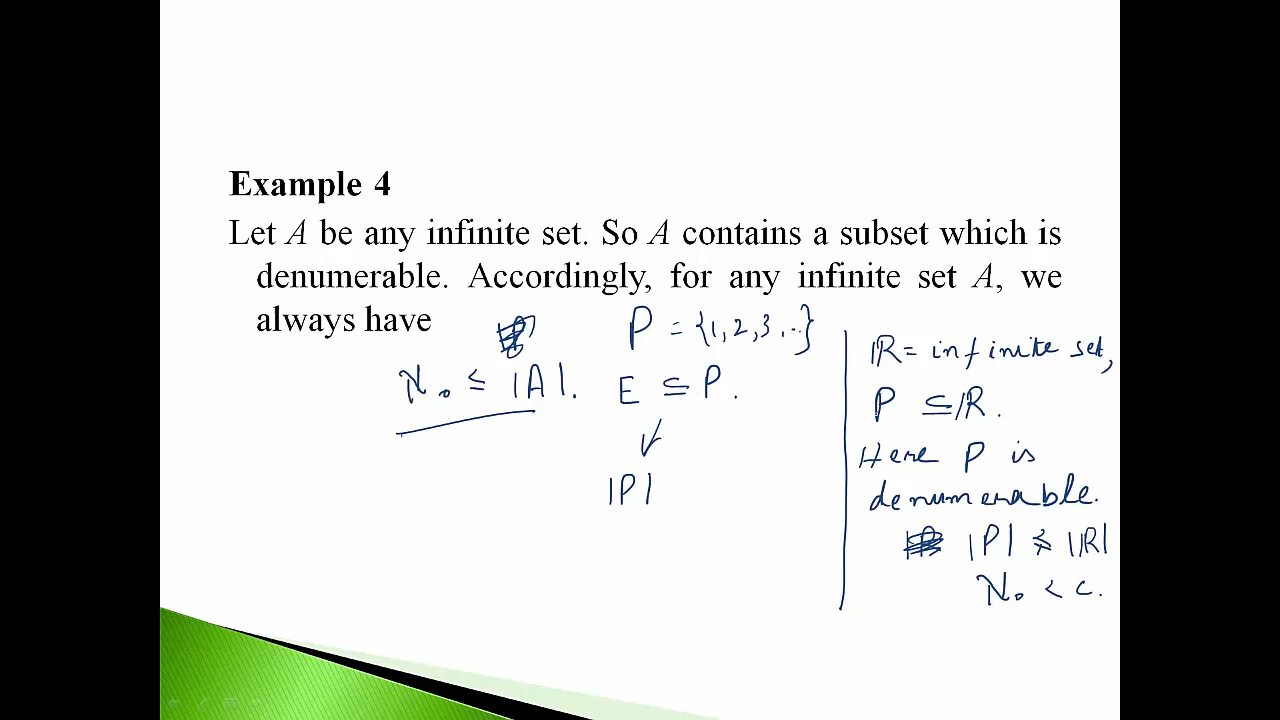 Example 4
Let A be any infinite set. So A contains a subset which is
denumerable. Accordingly, for any infinite set A, we
always have
ℵ₀ ≤ |A|.
P = {1, 2, 3, ...}
E ⊆ P.
↓
|P|
ℝ = infinite set,
P ⊆ ℝ.
Here P is
denumerable.
|P| < |ℝ|
ℵ₀ < c.